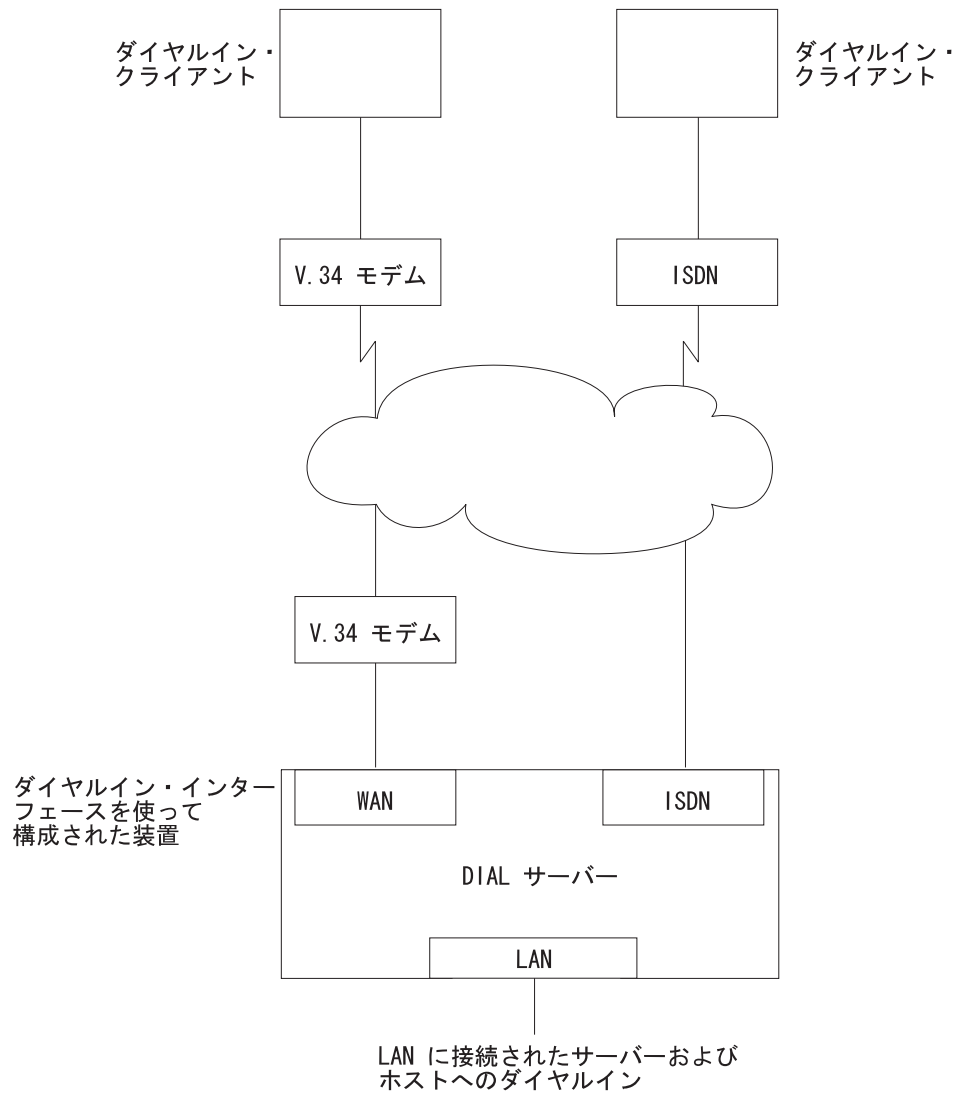 ダイヤルイン・
クライアント
ダイヤルイン・
クライアント
V.34 モデム
ISDN
V.34 モデム
ダイヤルイン・インター
フェースを使って
構成された装置
WAN
ISDN
DIAL サーバー
LAN
LAN に接続されたサーバーおよび
ホストへのダイヤルイン